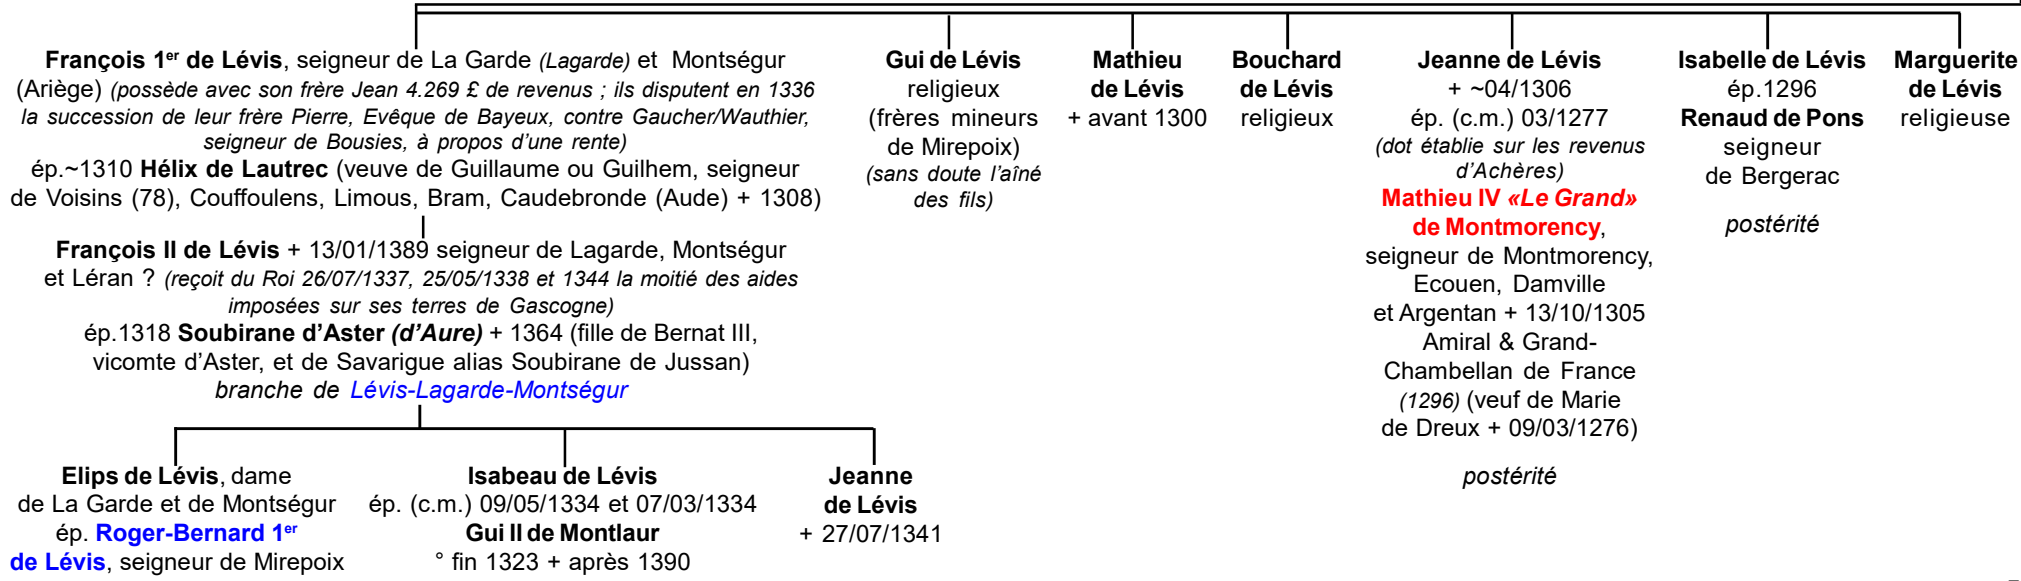 François 1er de Lévis, seigneur de La Garde (Lagarde) et Montségur
(Ariège) (possède avec son frère Jean 4.269 £ de revenus ; ils disputent en 1336
la succession de leur frère Pierre, Evêque de Bayeux, contre Gaucher/Wauthier,
seigneur de Bousies, à propos d'une rente)
ép.~1310 Hélix de Lautrec (veuve de Guillaume ou Guilhem, seigneur
de Voisins (78), Couffoulens, Limous, Bram, Caudebronde (Aude) + 1308)
Gui de Lévis
religieux
(frères mineurs
de Mirepoix)
(sans doute l'aîné
des fils)
Mathieu
de Lévis
+ avant 1300
Bouchard
de Lévis
religieux
Jeanne de Lévis
+ ~04/1306
ép. (c.m.) 03/1277
(dot établie sur les revenus
d'Achères)
Mathieu IV «Le Grand»
de Montmorency,
seigneur de Montmorency,
Ecouen, Damville
et Argentan + 13/10/1305
Amiral & Grand-
Chambellan de France
(1296) (veuf de Marie
de Dreux + 09/03/1276)
postérité
Isabelle de Lévis
ép.1296
Renaud de Pons
seigneur
de Bergerac
postérité
Marguerite
de Lévis
religieuse
François II de Lévis + 13/01/1389 seigneur de Lagarde, Montségur
et Léran ? (reçoit du Roi 26/07/1337, 25/05/1338 et 1344 la moitié des aides
imposées sur ses terres de Gascogne)
ép.1318 Soubirane d'Aster (d'Aure) + 1364 (fille de Bernat III,
vicomte d'Aster, et de Savarigue alias Soubirane de Jussan)
branche de Lévis-Lagarde-Montségur
Elips de Lévis, dame
de La Garde et de Montségur
ép. Roger-Bernard 1er
de Lévis, seigneur de Mirepoix
Isabeau de Lévis
ép. (c.m.) 09/05/1334 et 07/03/1334
Gui II de Montlaur
° fin 1323 + après 1390
Jeanne
de Lévis
+ 27/07/1341